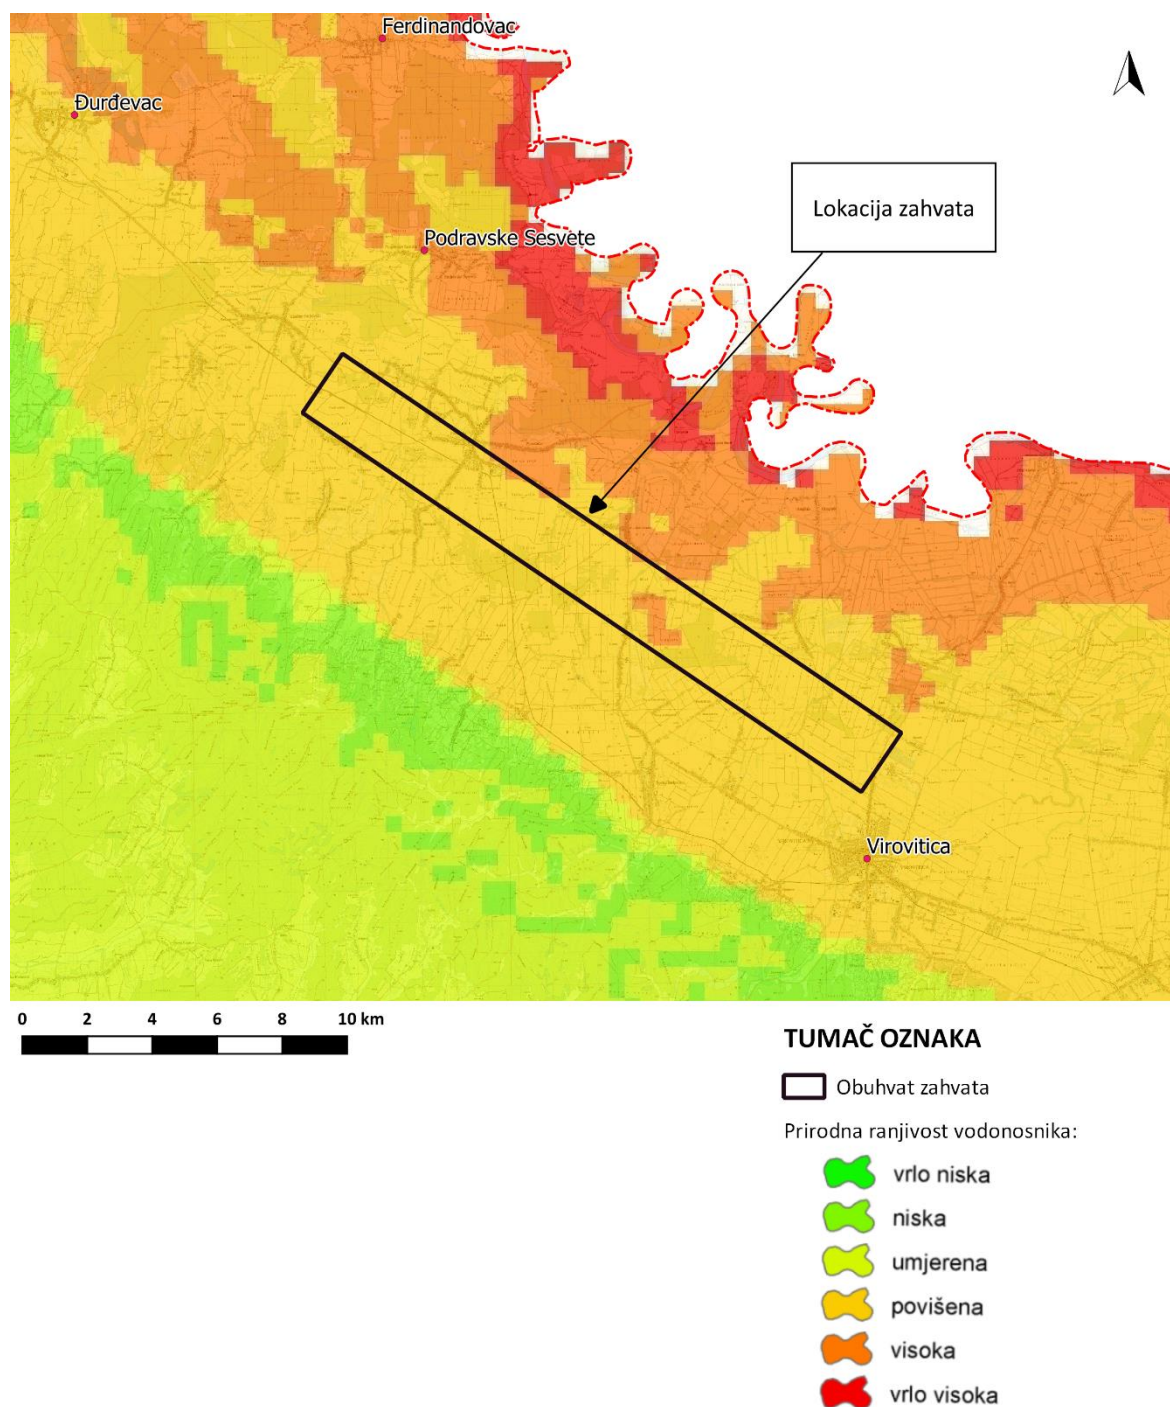 Ferdinandovac
Đurđevac
Lokacija zahvata
Podravske Sesvete
Virovitica
0 2 4 6 8 10 km
TUMAČ OZNAKA
Obuhvat zahvata
Prirodna ranjivost vodonosnika:
vrlo niska
niska
umjerena
povišena
visoka
vrlo visoka